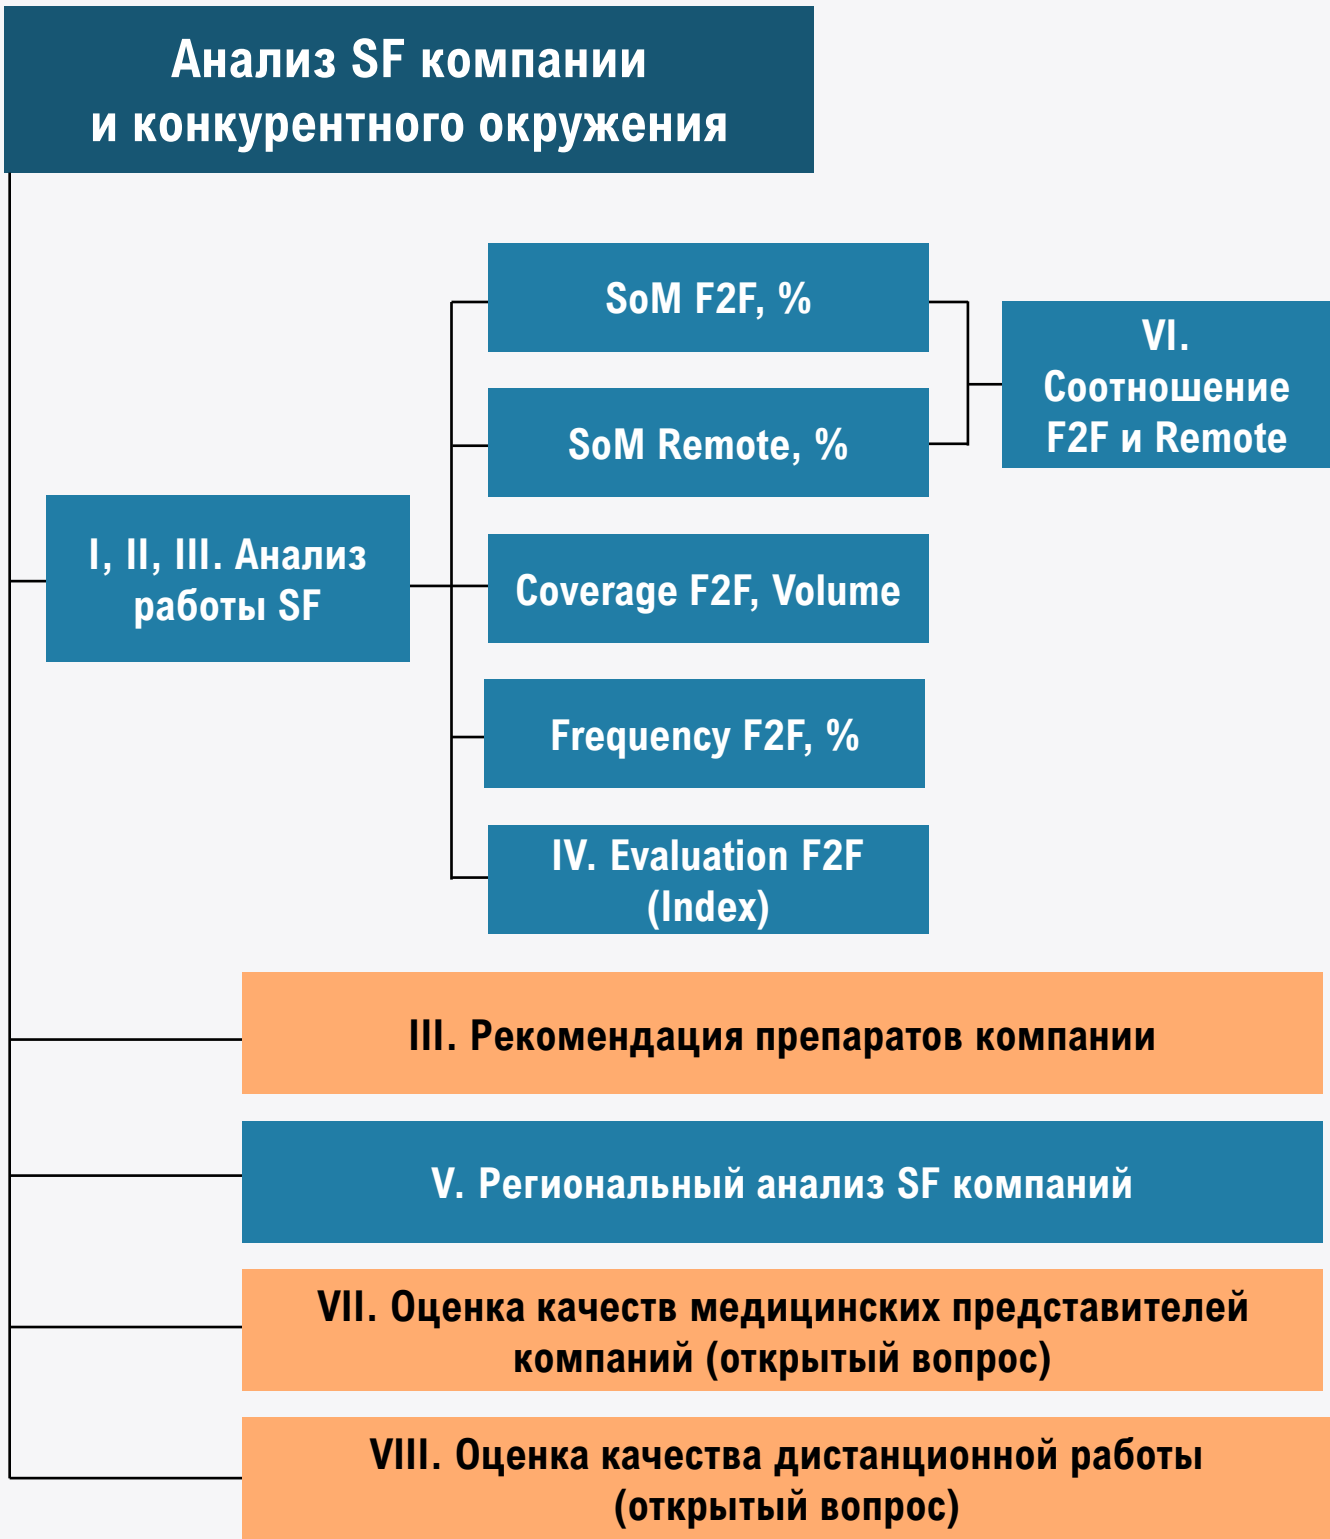 Анализ SF компании
и конкурентного окружения
SoM F2F, %
SoM Remote, %
VI.
Соотношение
F2F и Remote
I, II, III. Анализ
работы SF
Coverage F2F, Volume
Frequency F2F, %
IV. Evaluation F2F
(Index)
III. Рекомендация препаратов компании
V. Региональный анализ SF компаний
VII. Оценка качеств медицинских представителей
компаний (открытый вопрос)
VIII. Оценка качества дистанционной работы
(открытый вопрос)